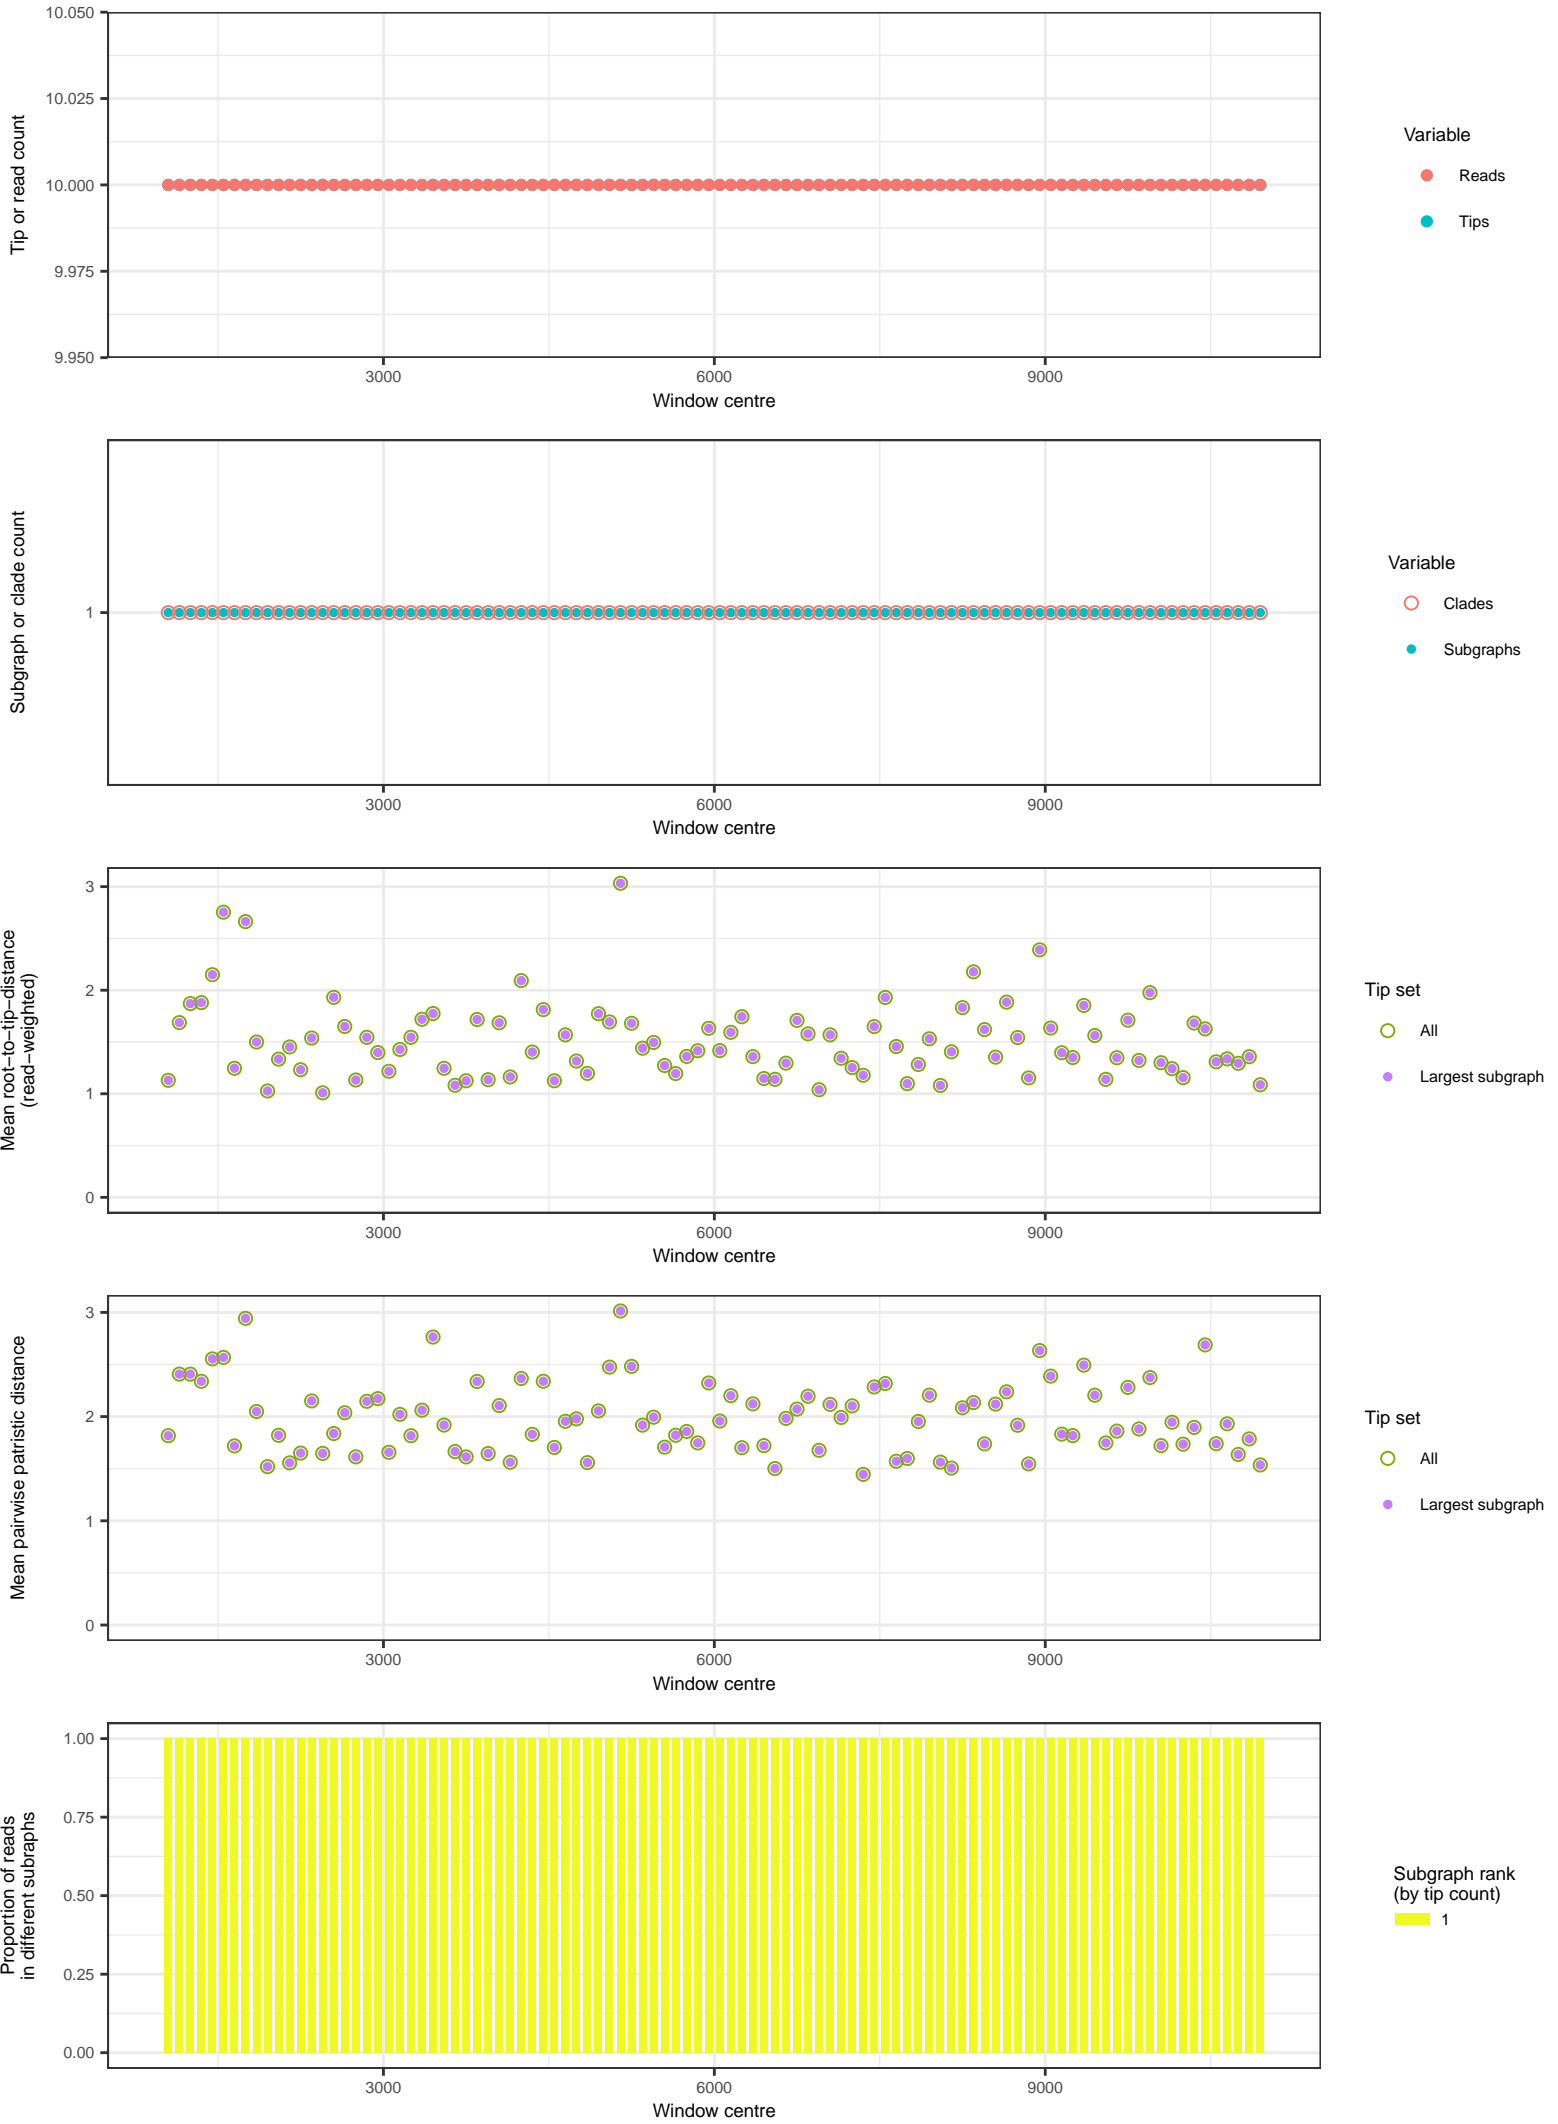 10.050
10.025
10.000
9.975
9.950
Tip or read count
3000 6000 9000
Window centre
Variable
Reads
Tips
1
Subgraph or clade count
3000 6000 9000
Window centre
Variable
Clades
Subgraphs
3
2
1
0
Mean root−to−tip−distance
(read−weighted)
3000 6000 9000
Window centre
Tip set
All
Largest subgraph
3
2
1
0
Mean pairwise patristic distance
3000 6000 9000
Window centre
Tip set
All
Largest subgraph
1.00
0.75
0.50
0.25
0.00
Proportion of reads
in different subraphs
3000 6000 9000
Window centre
Subgraph rank
(by tip count)
1